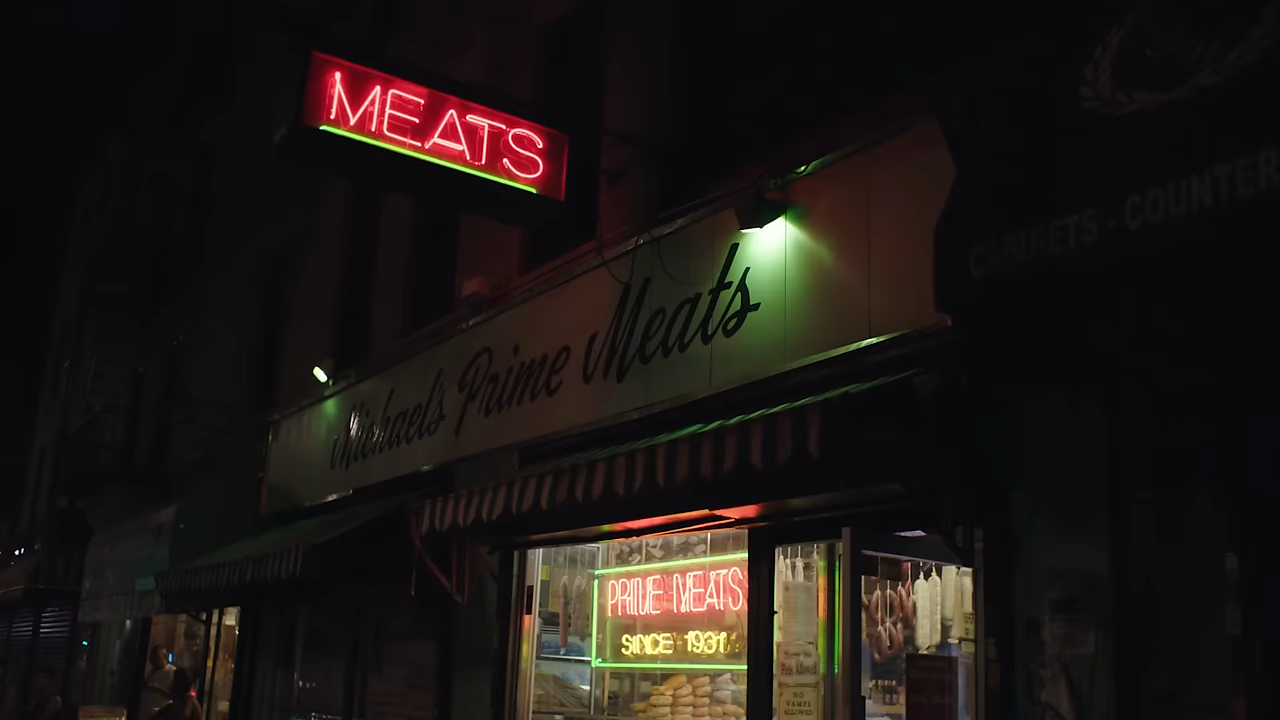 MEATS
CABINETS · COUNTER
Michael's Prime Meats
PRIME MEATS
SINCE 1931
NO
VAMPS
ALLOWED